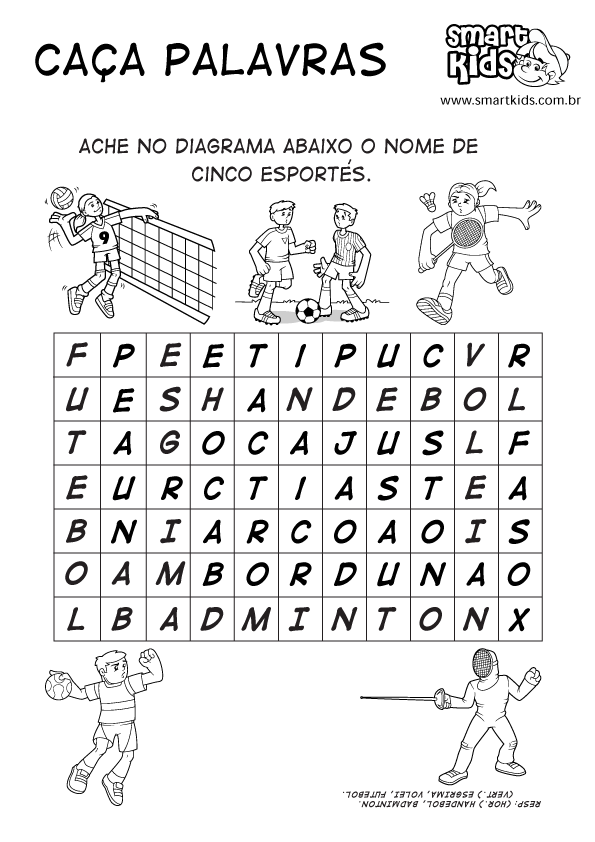 CAÇA PALAVRAS
smart
Kids
www.smartkids.com.br
ACHE NO DIAGRAMA ABAIXO O NOME DE
CINCO ESPORTES.
9
F P E E T I P U C V R
U E S H A N D E B O L
T A G O C A J U S L F
E U R C T I A S T E A
B N I A R C O A O I S
O A M B O R D U N A O
L B A D M I N T O N X
RESP: (HOR.) HANDEBOL, BADMINTON.
(VERT.) ESGRIMA, VOLEI, FUTEBOL.